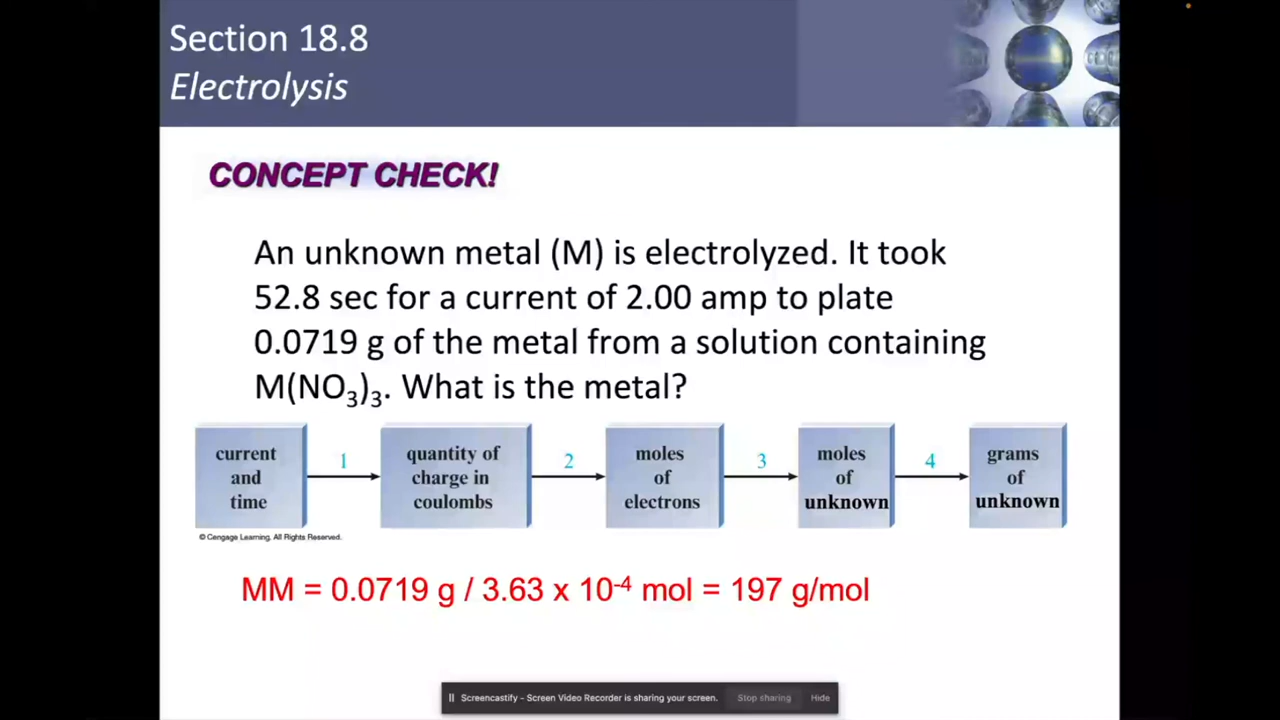 Section 18.8
Electrolysis
CONCEPT CHECK!
An unknown metal (M) is electrolyzed. It took
52.8 sec for a current of 2.00 amp to plate
0.0719 g of the metal from a solution containing
M(NO₃)₃. What is the metal?
current
and
time
1
quantity of
charge in
coulombs
2
moles
of
electrons
3
moles
of
unknown
4
grams
of
unknown
© Cengage Learning. All Rights Reserved.
MM = 0.0719 g / 3.63 x 10⁻⁴ mol = 197 g/mol
Screencastify - Screen Video Recorder is sharing your screen. Stop sharing Hide